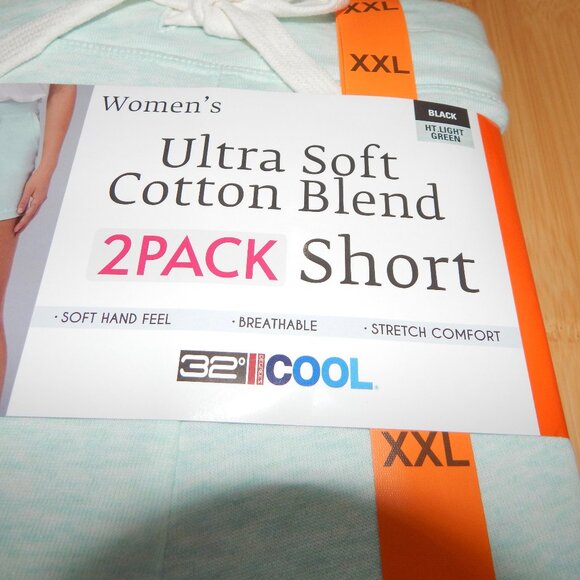 XXL
XXL
Women's
BLACK
HT.LIGHT
GREEN
Ultra Soft
Cotton Blend
2PACK Short
· SOFT HAND FEEL · BREATHABLE · STRETCH COMFORT
32° COOL
XXL